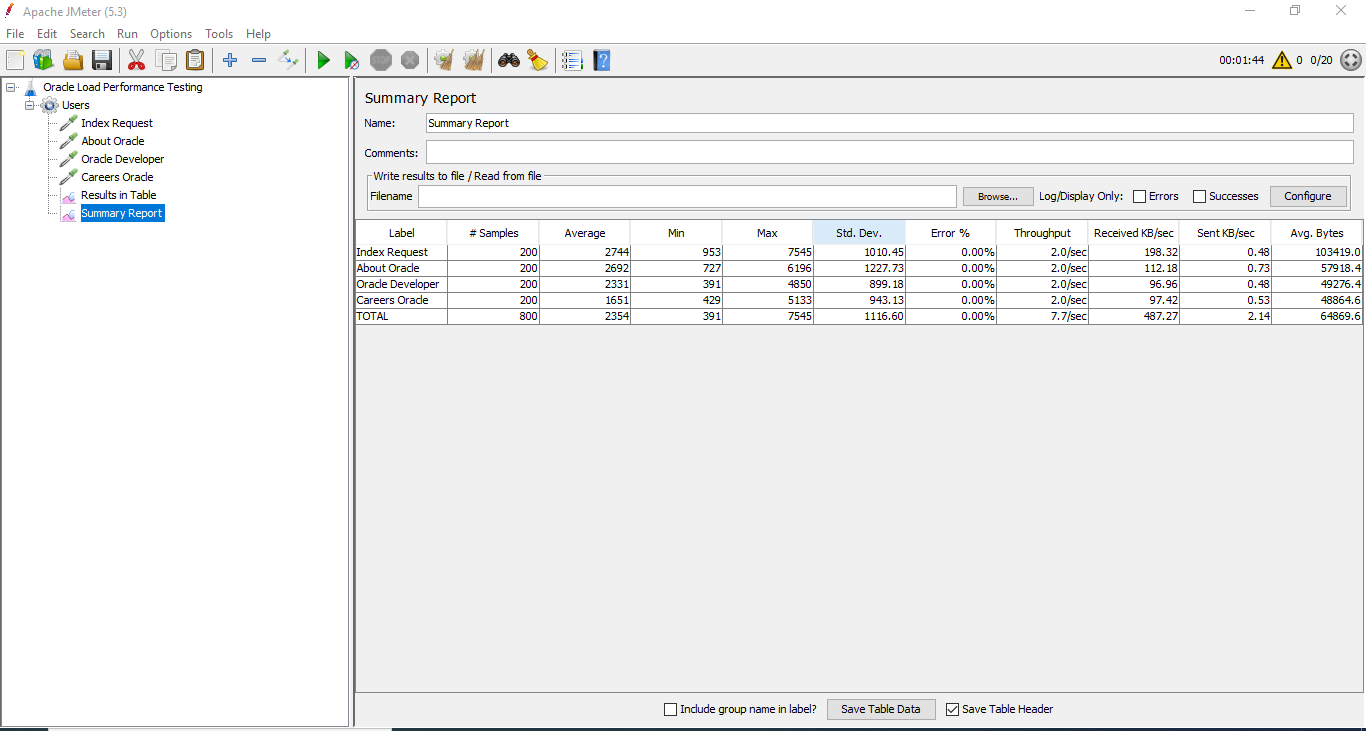 Apache JMeter (5.3)
File Edit Search Run Options Tools Help
STOP 00:01:44 0 0/20
Oracle Load Performance Testing
Users
Index Request
About Oracle
Oracle Developer
Careers Oracle
Results in Table
Summary Report
Summary Report
Name: Summary Report
Comments:
Write results to file / Read from file
Filename Browse... Log/Display Only: Errors Successes Configure
Label # Samples Average Min Max Std. Dev. Error % Throughput Received KB/sec Sent KB/sec Avg. Bytes
Index Request 200 2744 953 7545 1010.45 0.00% 2.0/sec 198.32 0.48 103419.0
About Oracle 200 2692 727 6196 1227.73 0.00% 2.0/sec 112.18 0.73 57918.4
Oracle Developer 200 2331 391 4850 899.18 0.00% 2.0/sec 96.96 0.48 49276.4
Careers Oracle 200 1651 429 5133 943.13 0.00% 2.0/sec 97.42 0.53 48864.6
TOTAL 800 2354 391 7545 1116.60 0.00% 7.7/sec 487.27 2.14 64869.6
Include group name in label? Save Table Data Save Table Header